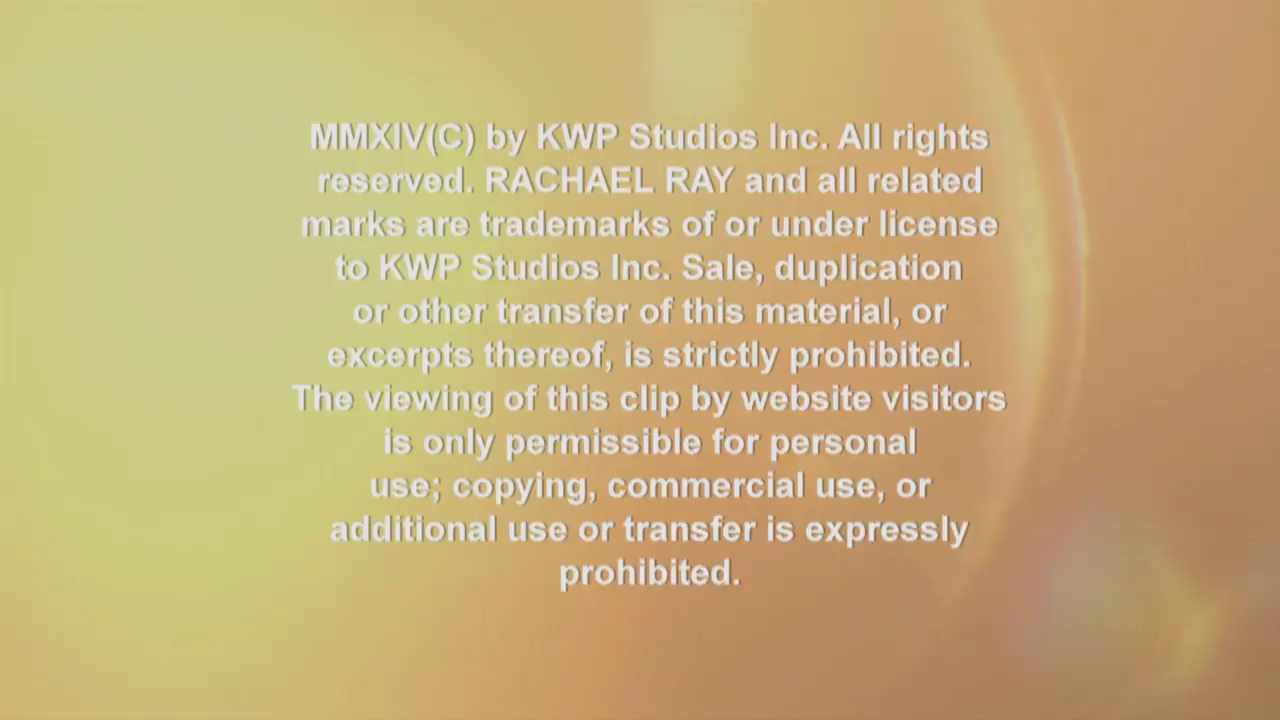 MMXIV(C) by KWP Studios Inc. All rights
reserved. RACHAEL RAY and all related
marks are trademarks of or under license
to KWP Studios Inc. Sale, duplication
or other transfer of this material, or
excerpts thereof, is strictly prohibited.
The viewing of this clip by website visitors
is only permissible for personal
use; copying, commercial use, or
additional use or transfer is expressly
prohibited.